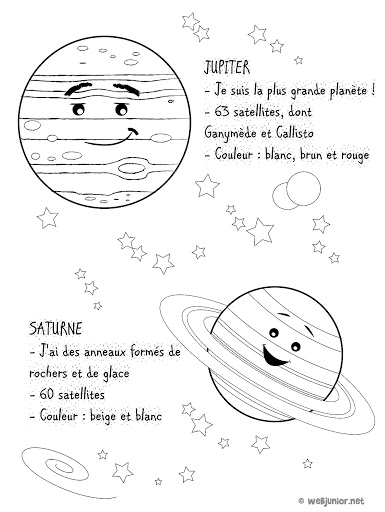 JUPITER
- Je suis la plus grande planète !
- 63 satellites, dont
Ganymède et Callisto
- Couleur : blanc, brun et rouge
SATURNE
- J'ai des anneaux formés de
rochers et de glace
- 60 satellites
- Couleur : beige et blanc
© webjunior.net